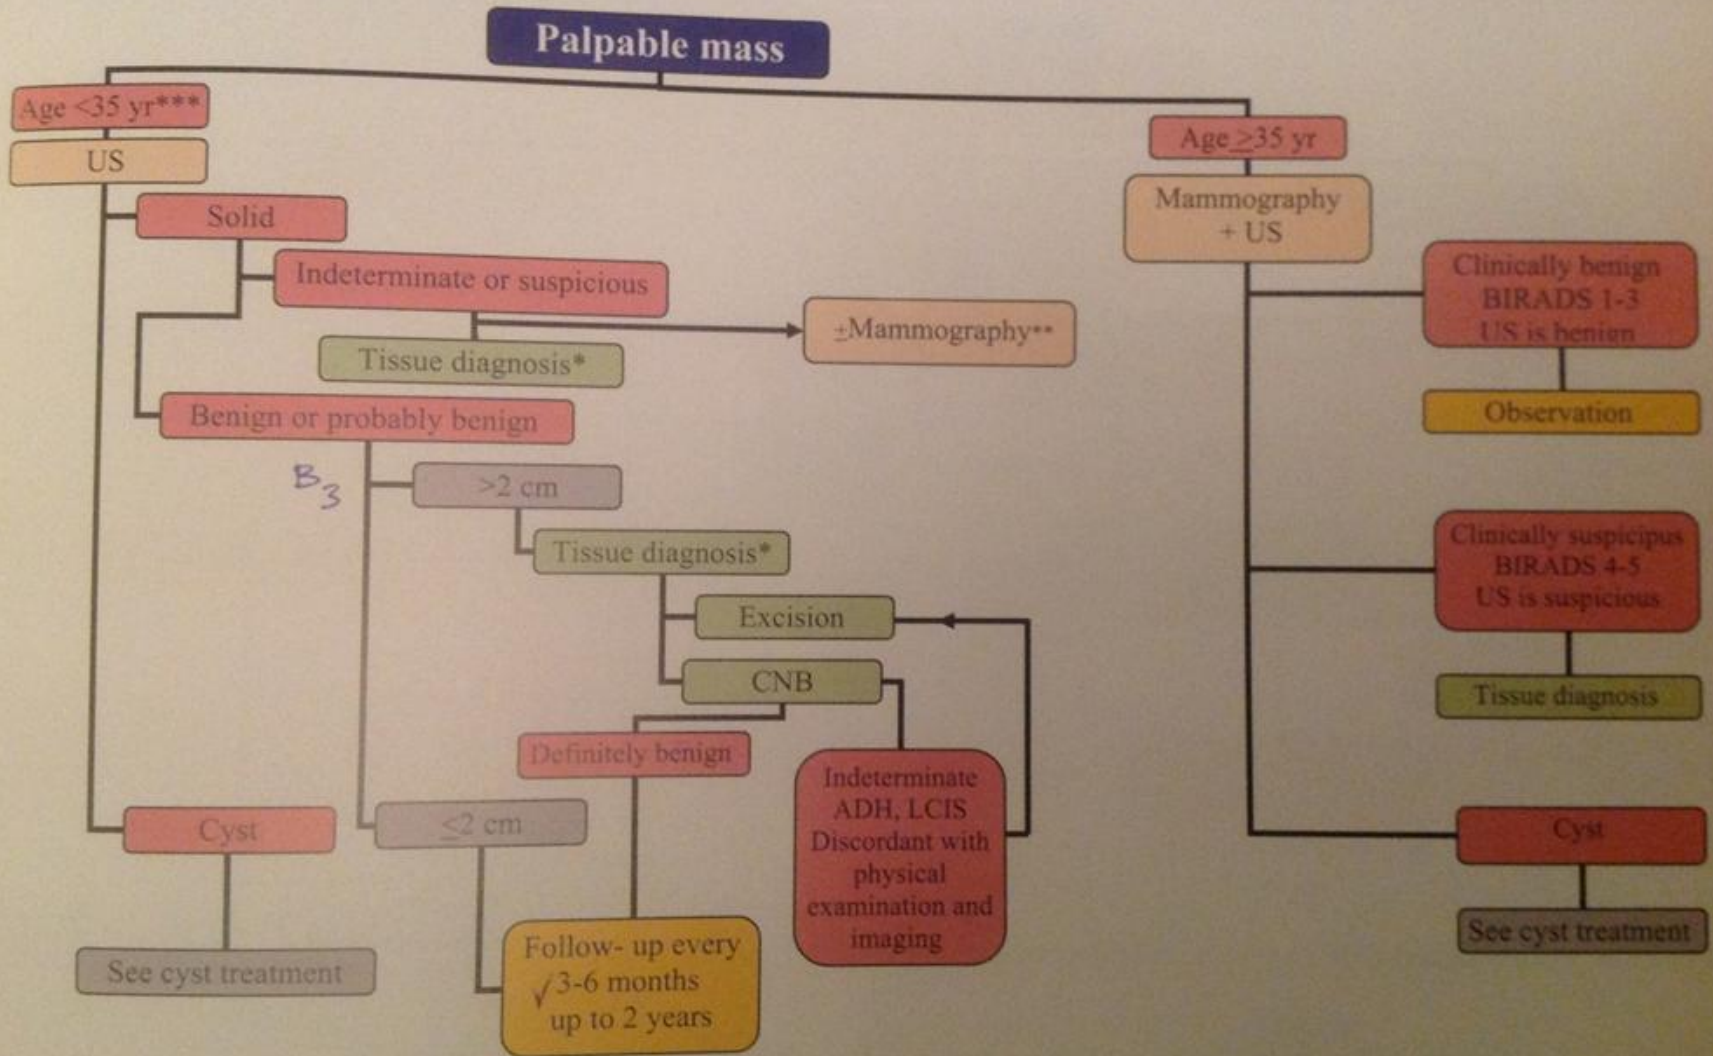 Palpable mass
Age <35 yr***
US
Solid
Indeterminate or suspicious
±Mammography**
Tissue diagnosis*
Benign or probably benign
B3
>2 cm
Tissue diagnosis*
Excision
CNB
Definitely benign
Indeterminate
ADH, LCIS
Discordant with
physical
examination and
imaging
≤2 cm
Follow- up every
✓3-6 months
up to 2 years
Cyst
See cyst treatment
Age ≥35 yr
Mammography
+ US
Clinically benign
BIRADS 1-3
US is benign
Observation
Clinically suspicipus
BIRADS 4-5
US is suspicious
Tissue diagnosis
Cyst
See cyst treatment